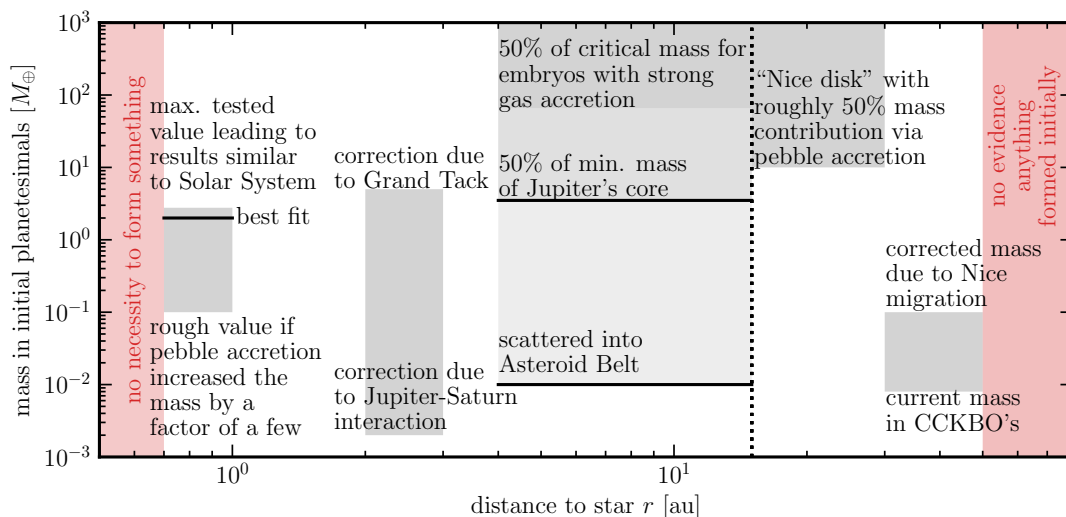 mass in initial planetesimals [M⊕]
10³
10²
10¹
10⁰
10⁻¹
10⁻²
10⁻³
no necessity to form something
max. tested
value leading to
results similar
to Solar System
best fit
rough value if
pebble accretion
increased the
mass by a
factor of a few
correction due
to Grand Tack
correction due
to Jupiter-Saturn
interaction
50% of critical mass for
embryos with strong
gas accretion
50% of min. mass
of Jupiter's core
scattered into
Asteroid Belt
“Nice disk” with
roughly 50% mass
contribution via
pebble accretion
corrected mass
due to Nice
migration
current mass
in CCKBO's
no evidence
anything
formed initially
10⁰
10¹
distance to star r [au]